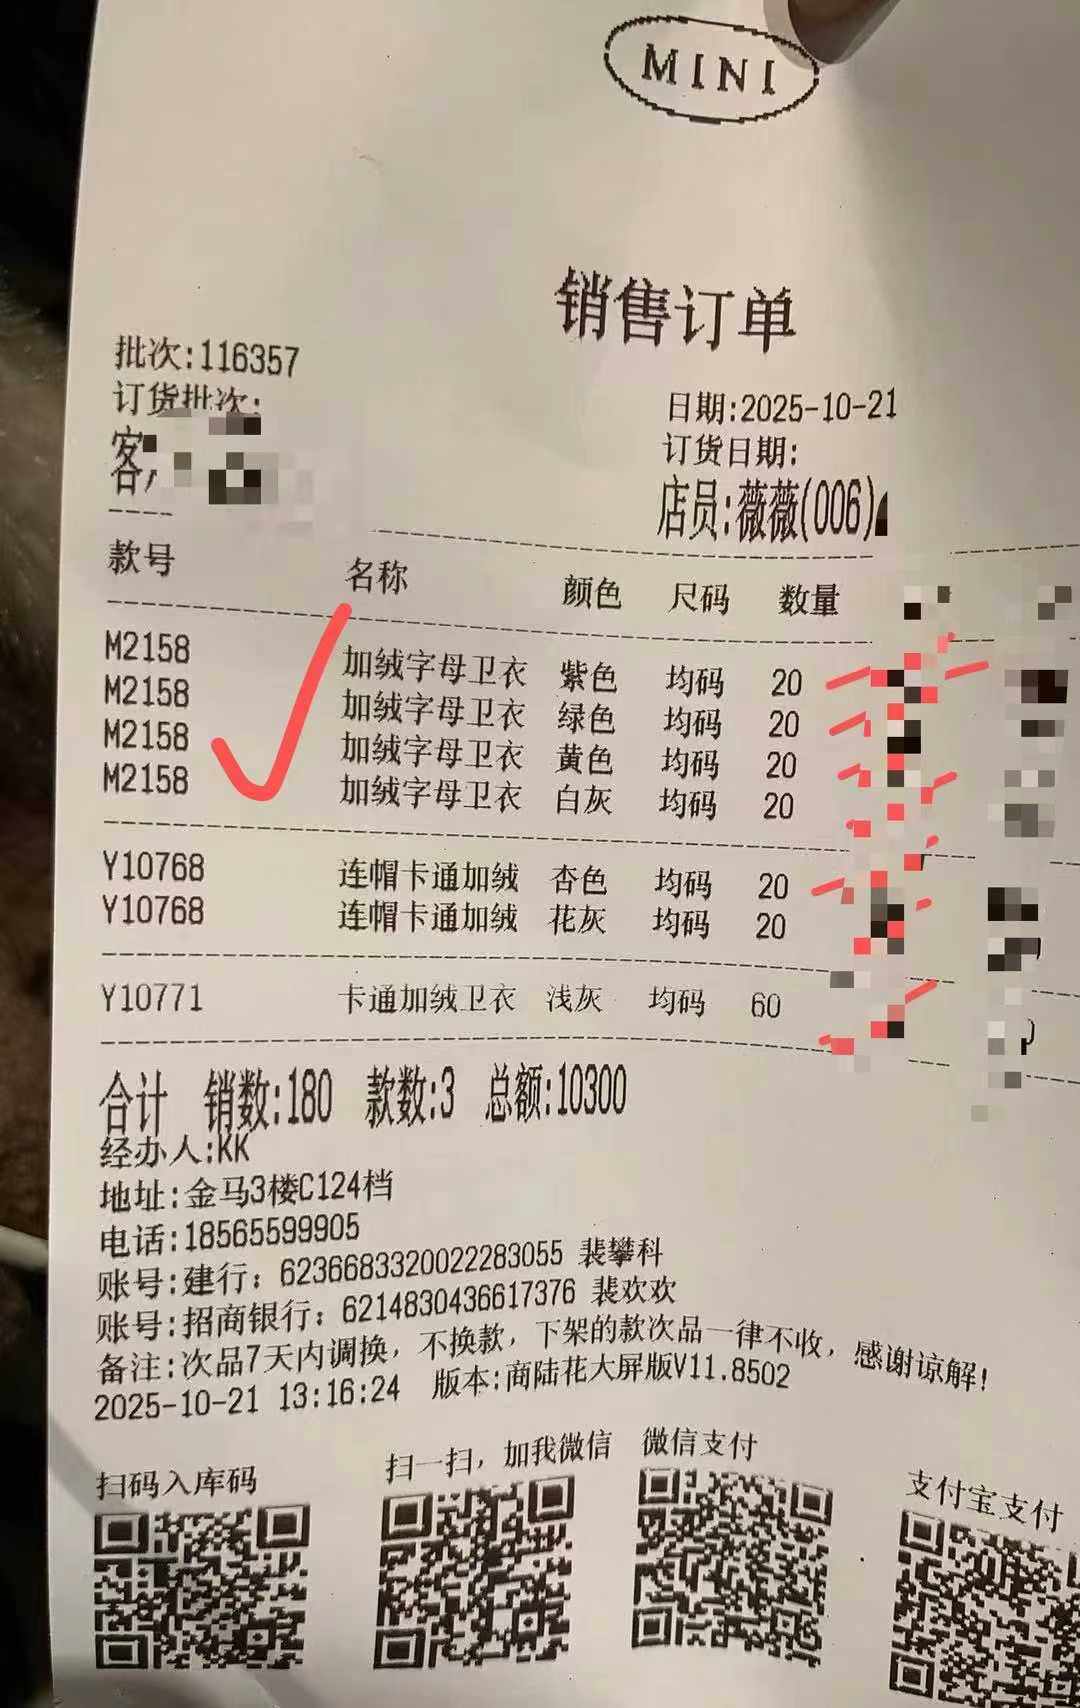 MINI
销售订单
批次:116357
日期:2025-10-21
订货批次:
订货日期:
客
店员:薇薇(006)
款号 名称 颜色 尺码 数量
M2158 加绒字母卫衣 紫色 均码 20
M2158 加绒字母卫衣 绿色 均码 20
M2158 加绒字母卫衣 黄色 均码 20
M2158 加绒字母卫衣 白灰 均码 20
Y10768 连帽卡通加绒 杏色 均码 20
Y10768 连帽卡通加绒 花灰 均码 20
Y10771 卡通加绒卫衣 浅灰 均码 60
合计 销数:180 款数:3 总额:10300
经办人:KK
地址:金马3楼C124档
电话:18565599905
账号:建行: 6236683320022283055 裴攀科
账号:招商银行: 6214830436617376 裴欢欢
备注:次品7天内调换, 不换款, 下架的款次品一律不收, 感谢谅解!
2025-10-21 13:16:24 版本:商陆花大屏版V11.8502
扫码入库码 扫一扫, 加我微信 微信支付 支付宝支付